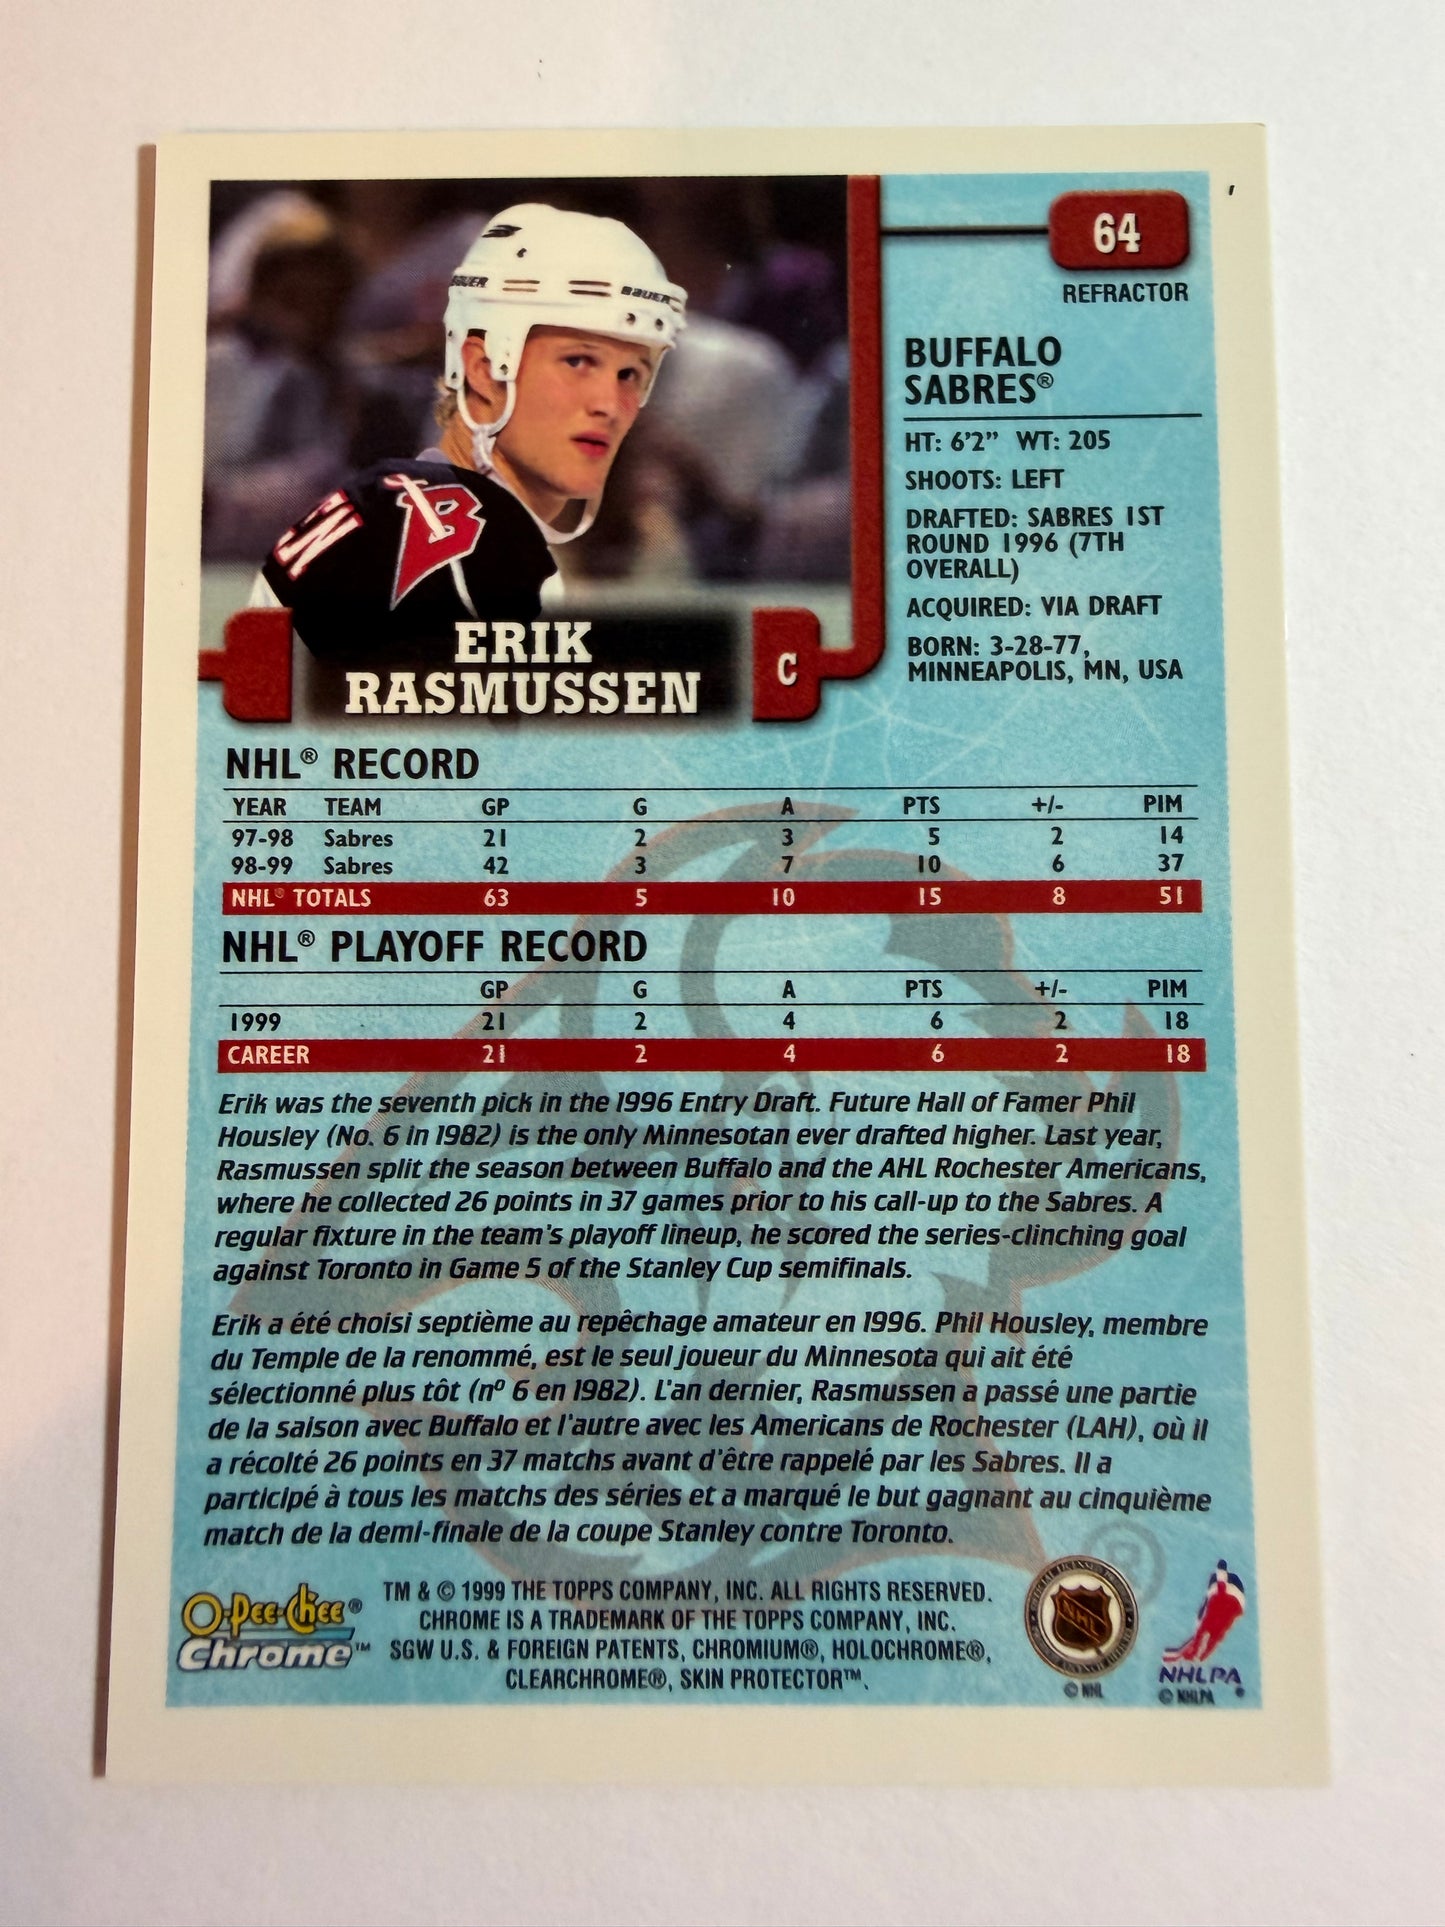 64
REFRACTOR
BAUER
BAUER
EN
B
BUFFALO
SABRES®
HT: 6'2" WT: 205
SHOOTS: LEFT
DRAFTED: SABRES 1ST
ROUND 1996 (7TH
OVERALL)
ACQUIRED: VIA DRAFT
BORN: 3-28-77,
MINNEAPOLIS, MN, USA
ERIK
RASMUSSEN
C
NHL® RECORD
YEAR TEAM GP G A PTS +/- PIM
97-98 Sabres 21 2 3 5 2 14
98-99 Sabres 42 3 7 10 6 37
NHL® TOTALS 63 5 10 15 8 51
NHL® PLAYOFF RECORD
GP G A PTS +/- PIM
1999 21 2 4 6 2 18
CAREER 21 2 4 6 2 18
Erik was the seventh pick in the 1996 Entry Draft. Future Hall of Famer Phil
Housley (No. 6 in 1982) is the only Minnesotan ever drafted higher. Last year,
Rasmussen split the season between Buffalo and the AHL Rochester Americans,
where he collected 26 points in 37 games prior to his call-up to the Sabres. A
regular fixture in the team's playoff lineup, he scored the series-clinching goal
against Toronto in Game 5 of the Stanley Cup semifinals.
Erik a été choisi septième au repêchage amateur en 1996. Phil Housley, membre
du Temple de la renommé, est le seul joueur du Minnesota qui ait été
sélectionné plus tôt (nº 6 en 1982). L'an dernier, Rasmussen a passé une partie
de la saison avec Buffalo et l'autre avec les Americans de Rochester (LAH), où il
a récolté 26 points en 37 matchs avant d'être rappelé par les Sabres. Il a
participé à tous les matchs des séries et a marqué le but gagnant au cinquième
match de la demi-finale de la coupe Stanley contre Toronto.
®
O-Pee-Chee®
Chrome™
TM & © 1999 THE TOPPS COMPANY, INC. ALL RIGHTS RESERVED.
CHROME IS A TRADEMARK OF THE TOPPS COMPANY, INC.
SGW U.S. & FOREIGN PATENTS, CHROMIUM®, HOLOCHROME®,
CLEARCHROME®, SKIN PROTECTOR™.
NHL
© NHL
NHLPA
© NHLPA